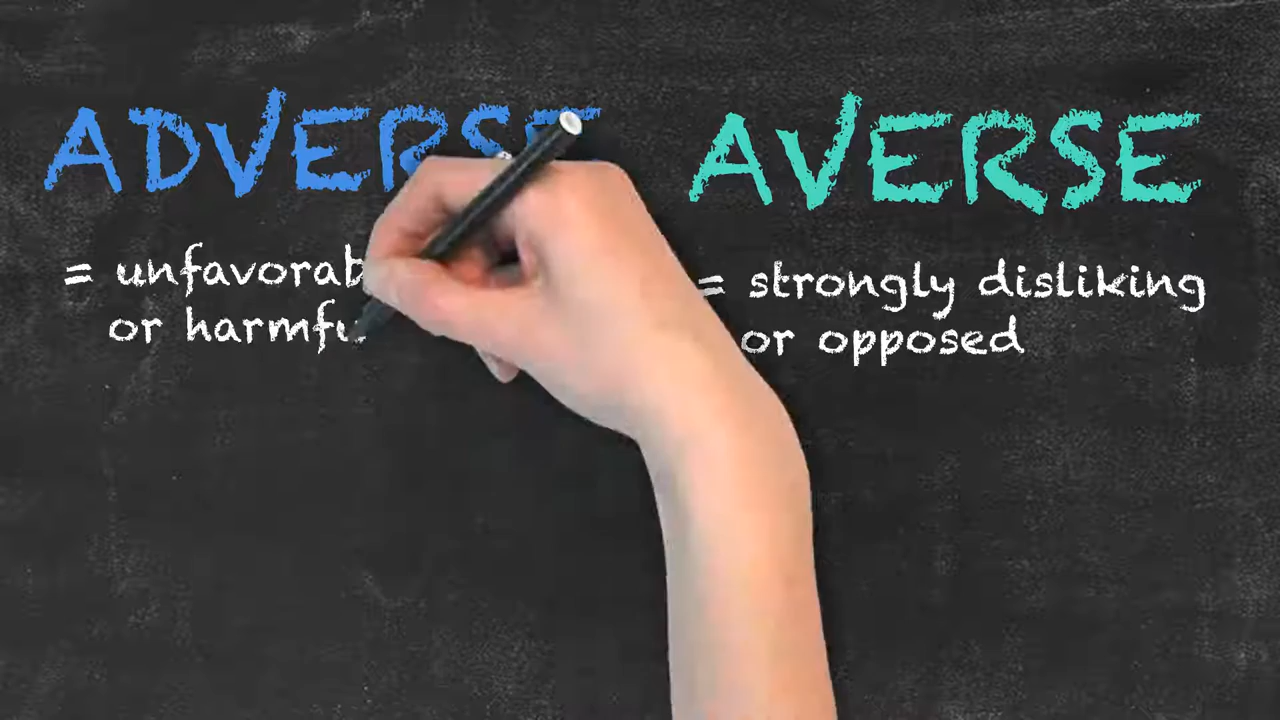 ADVERSE
= unfavorab
or harmfu
AVERSE
= strongly disliking
or opposed